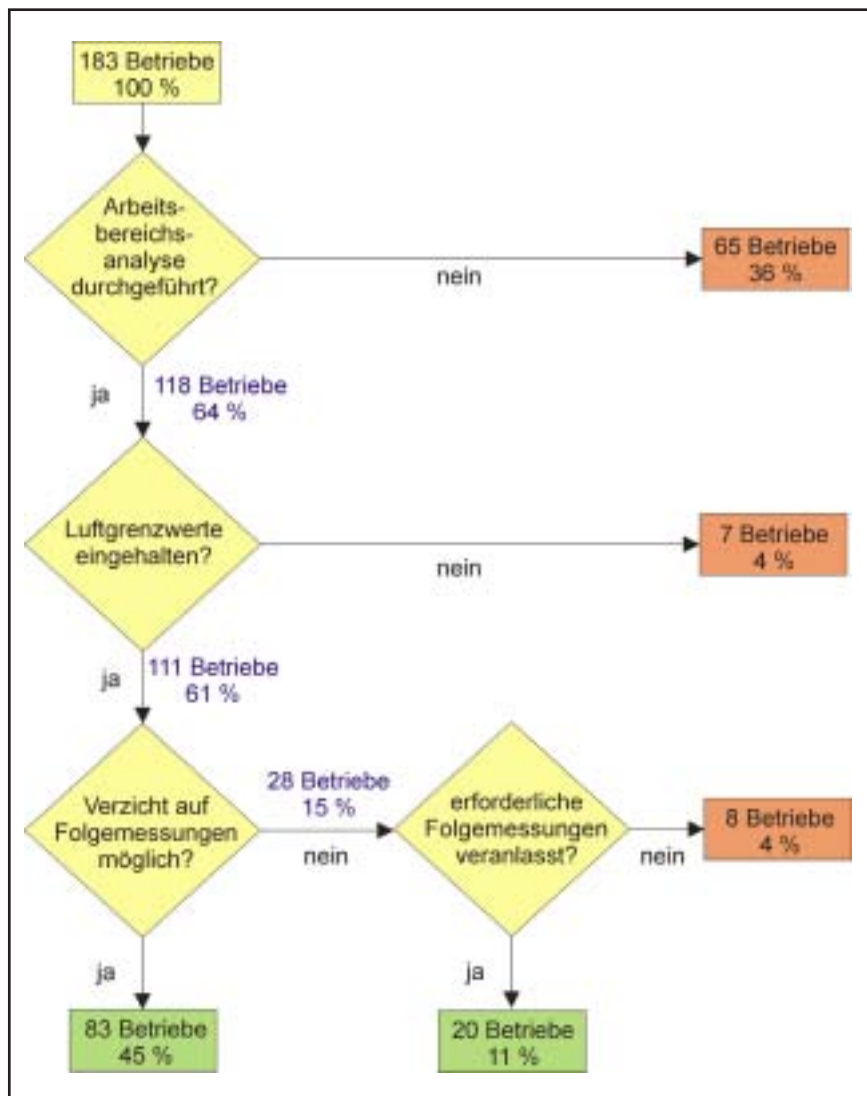 183 Betriebe
100 %
Arbeits-
bereichs-
analyse
durchgeführt?
nein
65 Betriebe
36 %
ja
118 Betriebe
64 %
Luftgrenzwerte
eingehalten?
nein
7 Betriebe
4 %
ja
111 Betriebe
61 %
Verzicht auf
Folgemessungen
möglich?
28 Betriebe
15 %
nein
erforderliche
Folgemessungen
veranlasst?
nein
8 Betriebe
4 %
ja
83 Betriebe
45 %
ja
20 Betriebe
11 %